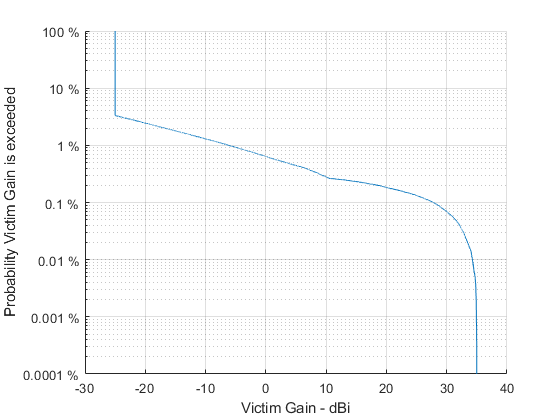 100 %
10 %
1 %
0.1 %
0.01 %
0.001 %
0.0001 %
Probability Victim Gain is exceeded
-30 -20 -10 0 10 20 30 40
Victim Gain - dBi